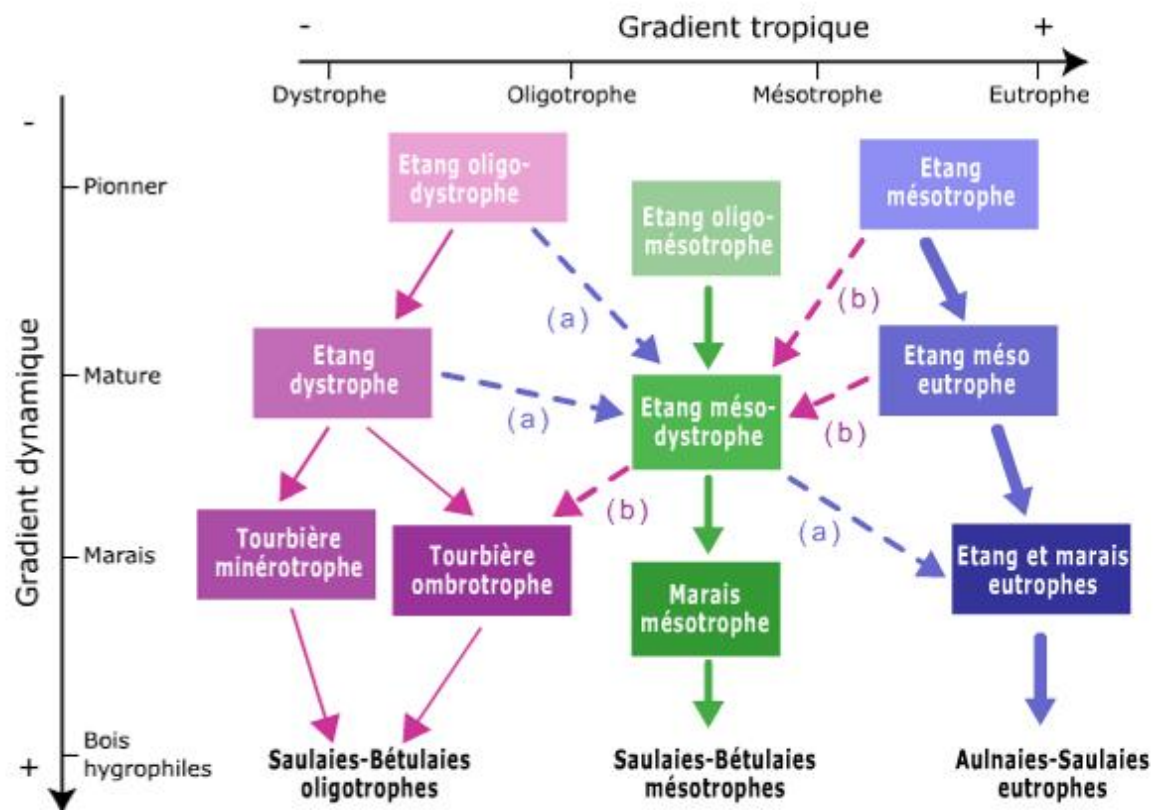 - Gradient tropique +
Dystrophe Oligotrophe Mésotrophe Eutrophe
Gradient dynamique
-
Pionner
Mature
Marais
Bois
hygrophiles
+
Etang oligo-
dystrophe
Etang oligo-
mésotrophe
Etang
mésotrophe
(a)
(b)
Etang
dystrophe
Etang méso-
dystrophe
Etang méso
eutrophe
(a)
(b)
(b)
(a)
Tourbière
minérotrophe
Tourbière
ombrotrophe
Marais
mésotrophe
Etang et marais
eutrophes
Saulaies-Bétulaies
oligotrophes
Saulaies-Bétulaies
mésotrophes
Aulnaies-Saulaies
eutrophes